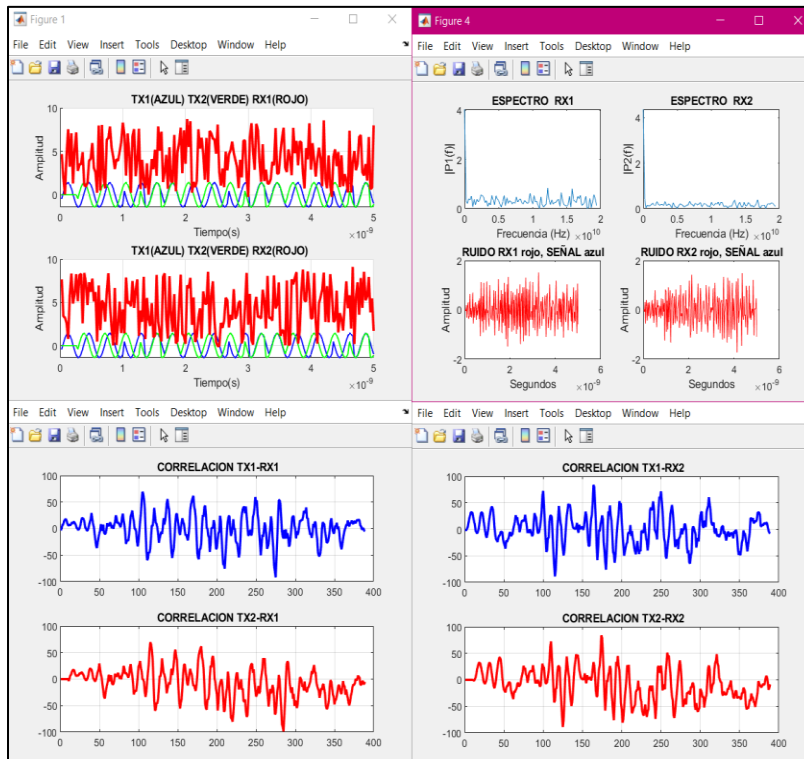 Figure 1
File Edit View Insert Tools Desktop Window Help
TX1(AZUL) TX2(VERDE) RX1(ROJO)
Amplitud
10
5
0
0 1 2 3 4 5
Tiempo(s)
×10⁻⁹
TX1(AZUL) TX2(VERDE) RX2(ROJO)
Amplitud
10
5
0
0 1 2 3 4 5
Tiempo(s)
×10⁻⁹
Figure 4
File Edit View Insert Tools Desktop Window Help
ESPECTRO RX1
|P1(f)|
4
2
0
0 0.5 1 1.5 2
Frecuencia (Hz) ×10¹⁰
ESPECTRO RX2
|P2(f)|
4
2
0
0 0.5 1 1.5 2
Frecuencia (Hz) ×10¹⁰
RUIDO RX1 rojo, SEÑAL azul
Amplitud
2
0
-2
0 2 4 6
Segundos ×10⁻⁹
RUIDO RX2 rojo, SEÑAL azul
2
0
-2
0 2 4 6
Segundos ×10⁻⁹
File Edit View Insert Tools Desktop Window Help
CORRELACION TX1-RX1
100
50
0
-50
-100
0 50 100 150 200 250 300 350 400
CORRELACION TX2-RX1
100
50
0
-50
-100
0 50 100 150 200 250 300 350 400
File Edit View Insert Tools Desktop Window Help
CORRELACION TX1-RX2
100
50
0
-50
-100
0 50 100 150 200 250 300 350 400
CORRELACION TX2-RX2
100
50
0
-50
-100
0 50 100 150 200 250 300 350 400